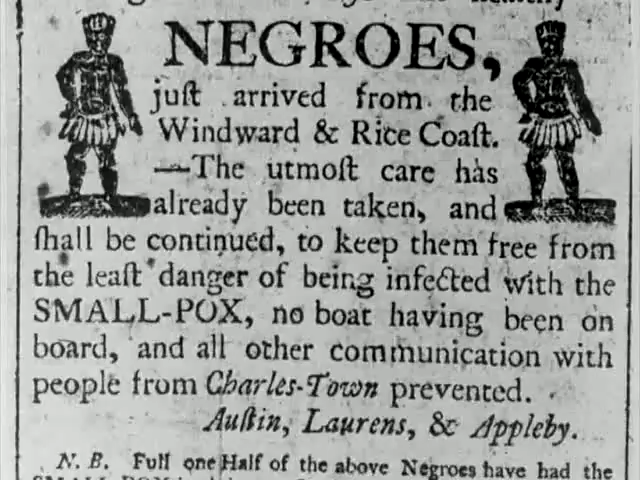 NEGROES,
juſt arrived from the
Windward & Rice Coaſt.
—The utmoſt care has
already been taken, and
ſhall be continued, to keep them free from
the leaſt danger of being infected with the
SMALL-POX, no boat having been on
board, and all other communication with
people from Charles-Town prevented.
Auſtin, Laurens, & Appleby.
N. B. Full one Half of the above Negroes have had the